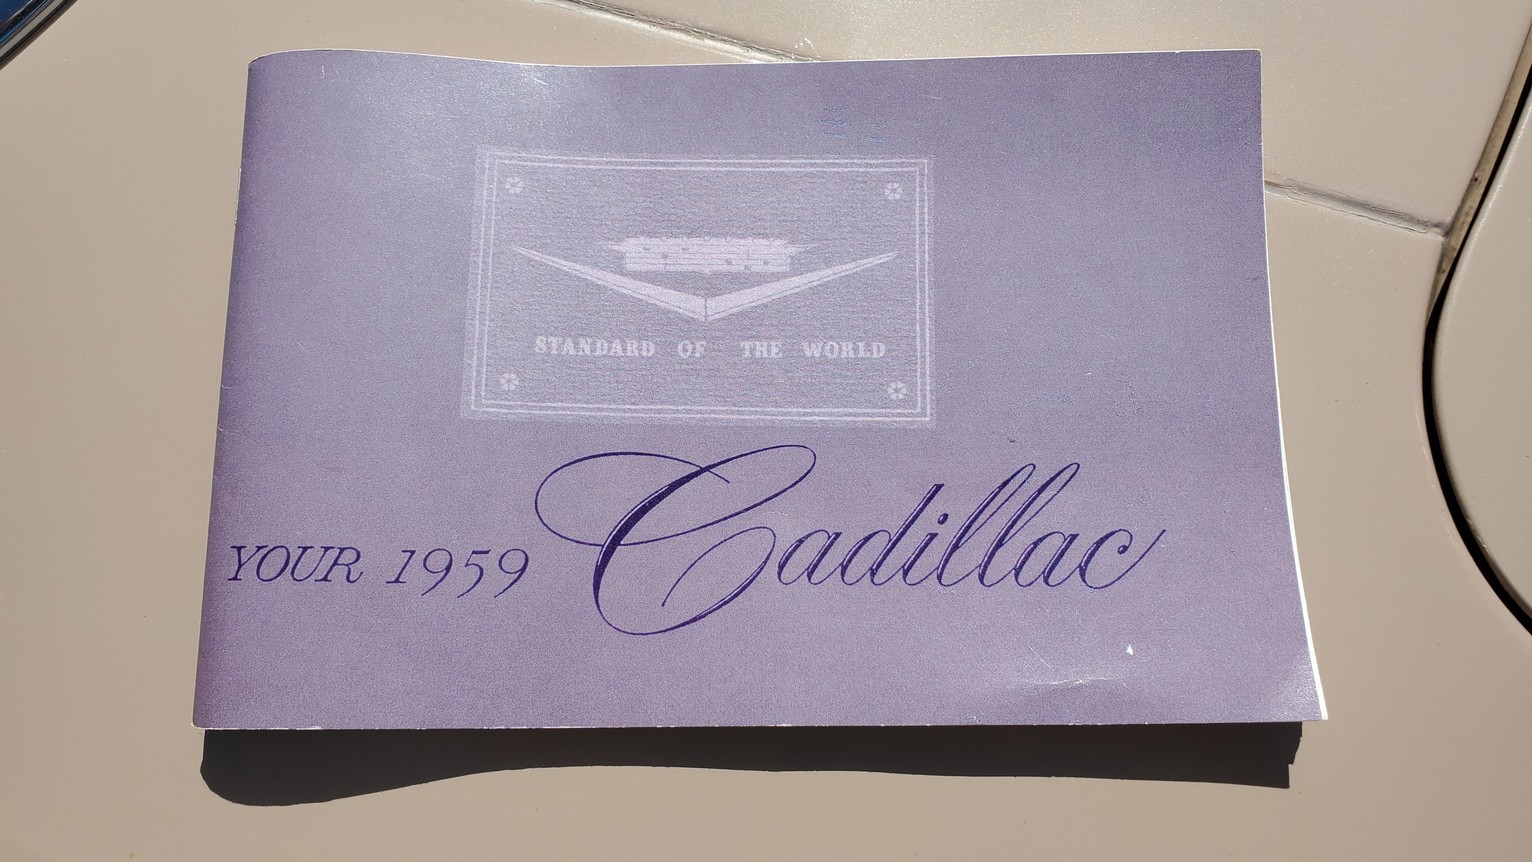 STANDARD OF THE WORLD
YOUR 1959 Cadillac